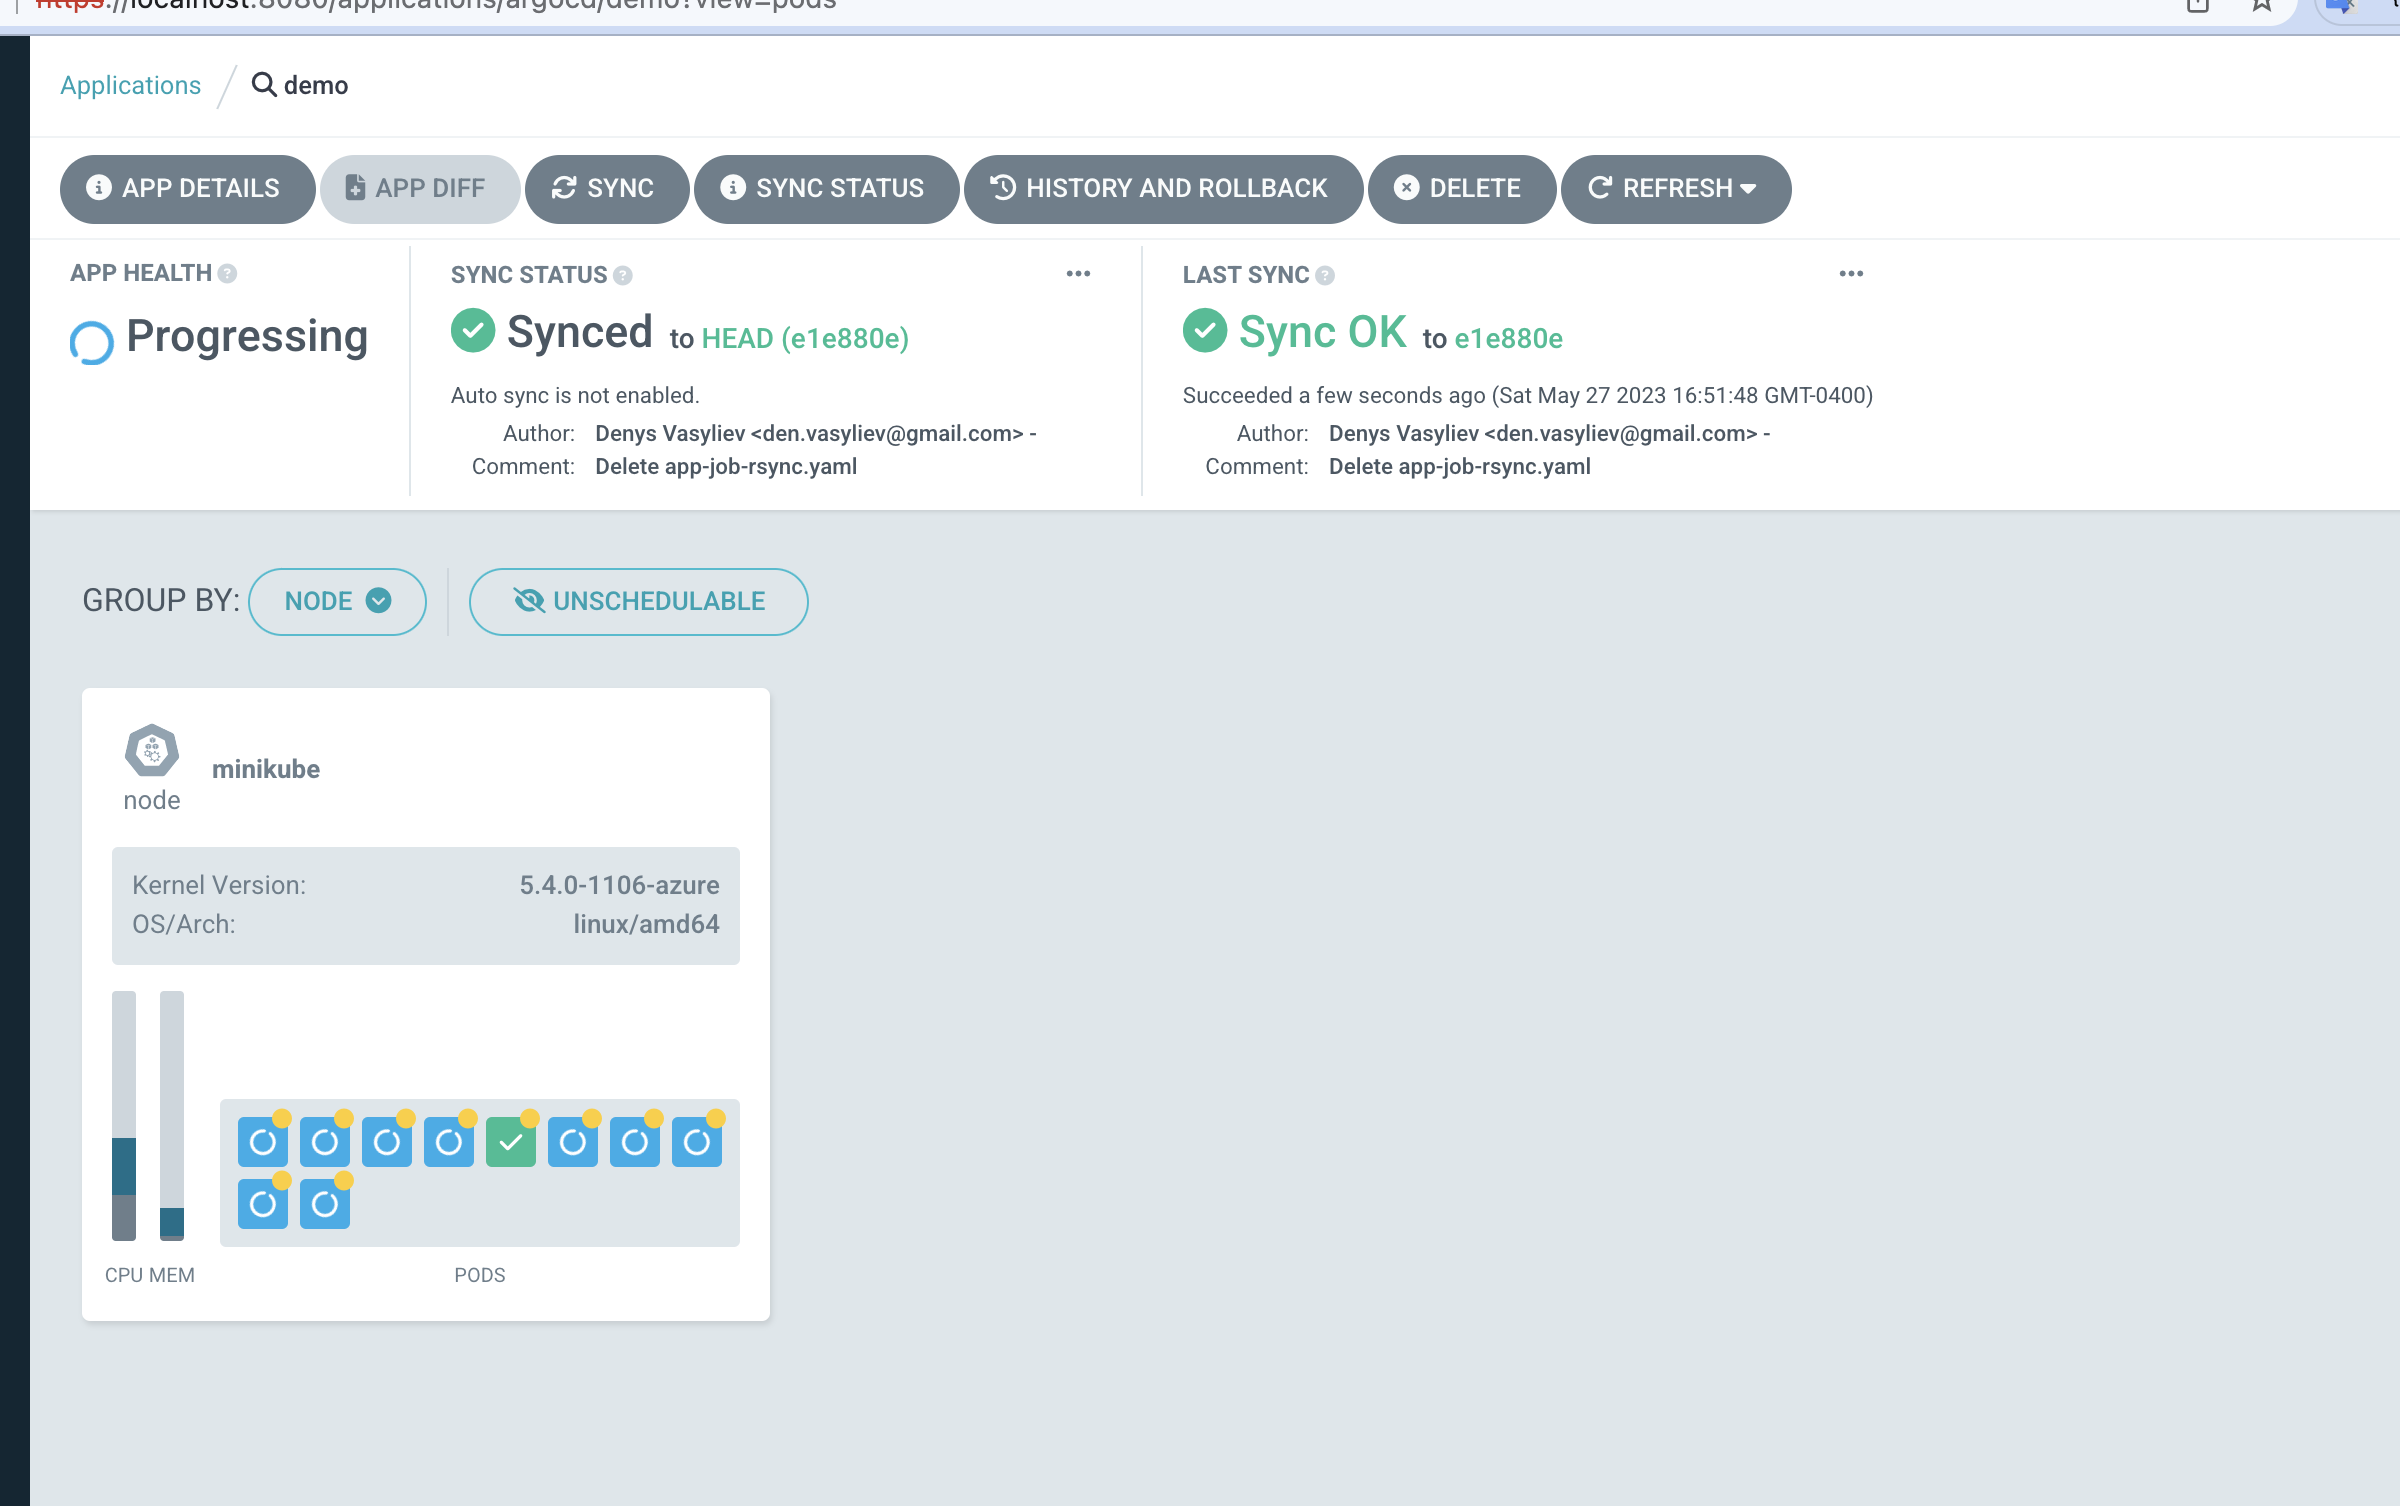 https://localhost:8080/applications/argocd/demo?view=pods
Applications / demo
APP DETAILS APP DIFF SYNC SYNC STATUS HISTORY AND ROLLBACK DELETE REFRESH
APP HEALTH ?
Progressing
SYNC STATUS ?
Synced to HEAD (e1e880e)
Auto sync is not enabled.
Author: Denys Vasyliev <den.vasyliev@gmail.com> -
Comment: Delete app-job-rsync.yaml
LAST SYNC ?
Sync OK to e1e880e
Succeeded a few seconds ago (Sat May 27 2023 16:51:48 GMT-0400)
Author: Denys Vasyliev <den.vasyliev@gmail.com> -
Comment: Delete app-job-rsync.yaml
GROUP BY: NODE UNSCHEDULABLE
minikube
node
Kernel Version: 5.4.0-1106-azure
OS/Arch: linux/amd64
CPU MEM PODS